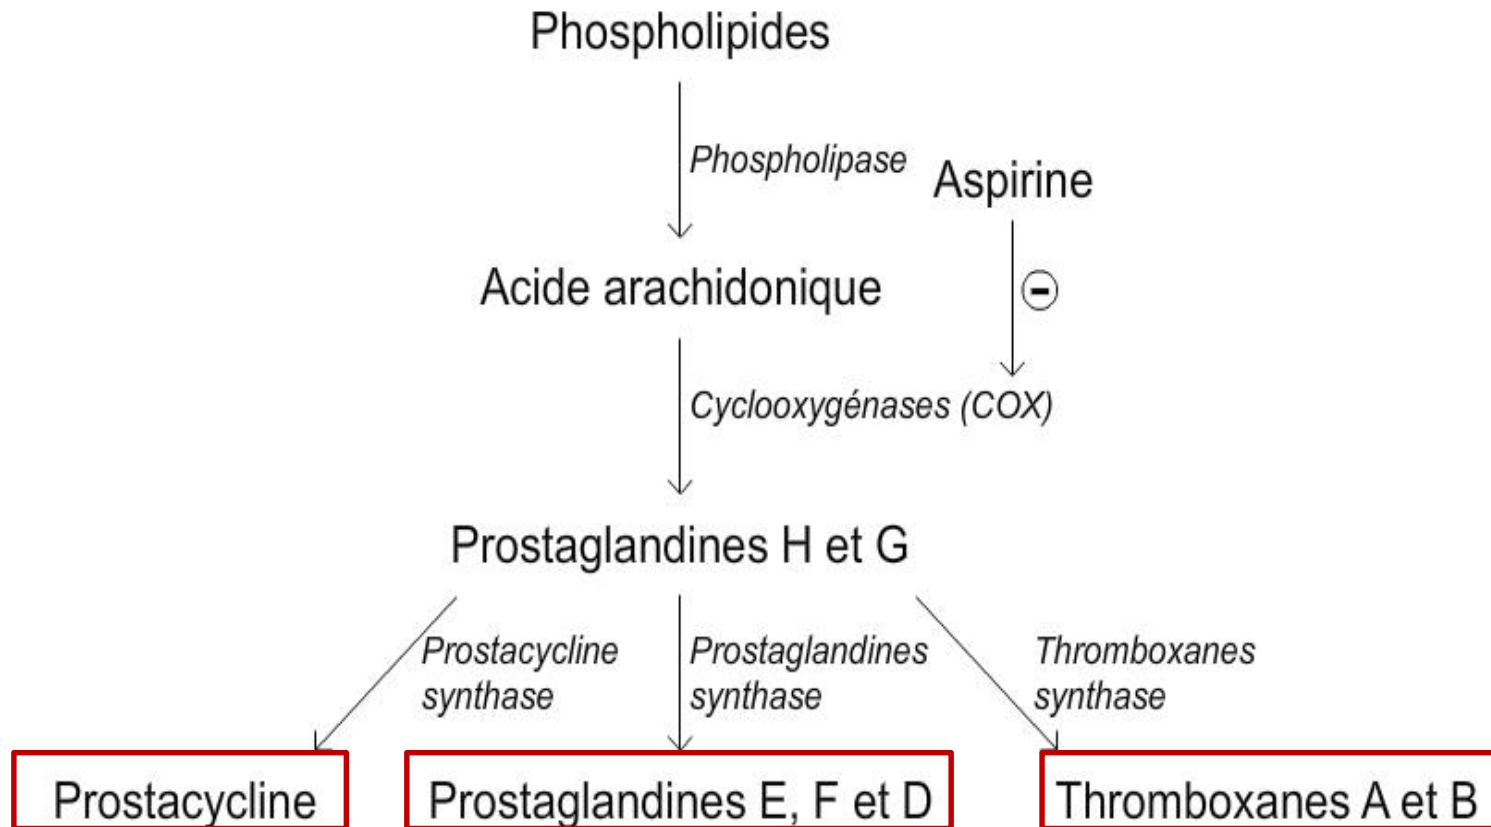 Phospholipides
Phospholipase
Aspirine
Acide arachidonique
-
Cyclooxygénases (COX)
Prostaglandines H et G
Prostacycline
synthase
Prostaglandines
synthase
Thromboxanes
synthase
Prostacycline
Prostaglandines E, F et D
Thromboxanes A et B